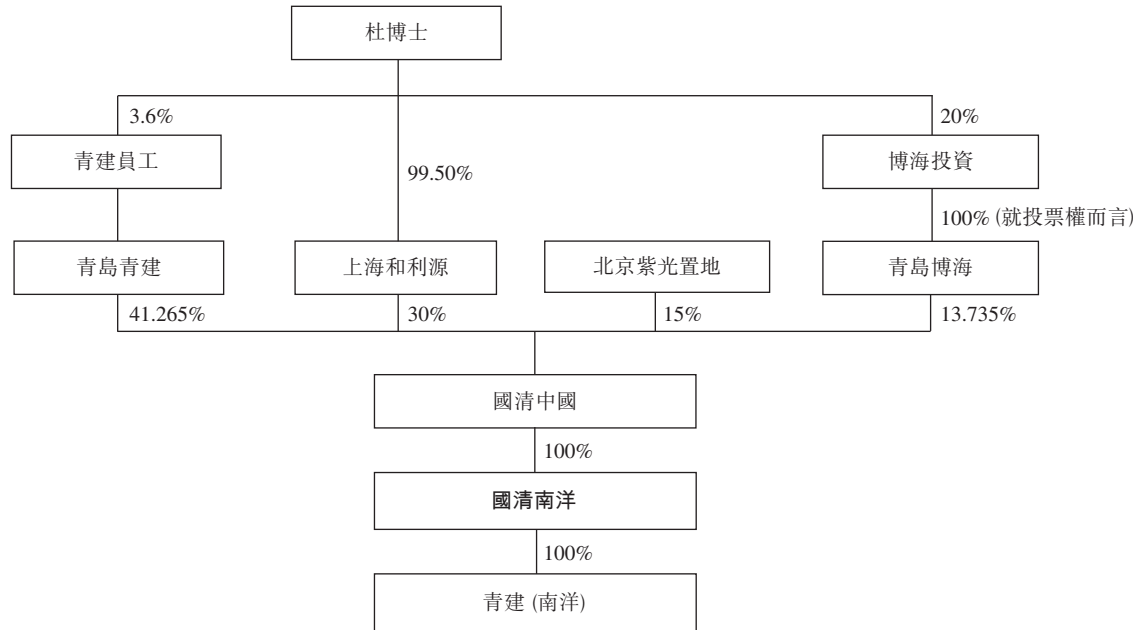 杜博士
3.6%
20%
青建員工
99.50%
博海投資
100% (就投票權而言)
青島青建
上海和利源
北京紫光置地
青島博海
41.265%
30%
15%
13.735%
國清中國
100%
國清南洋
100%
青建 (南洋)